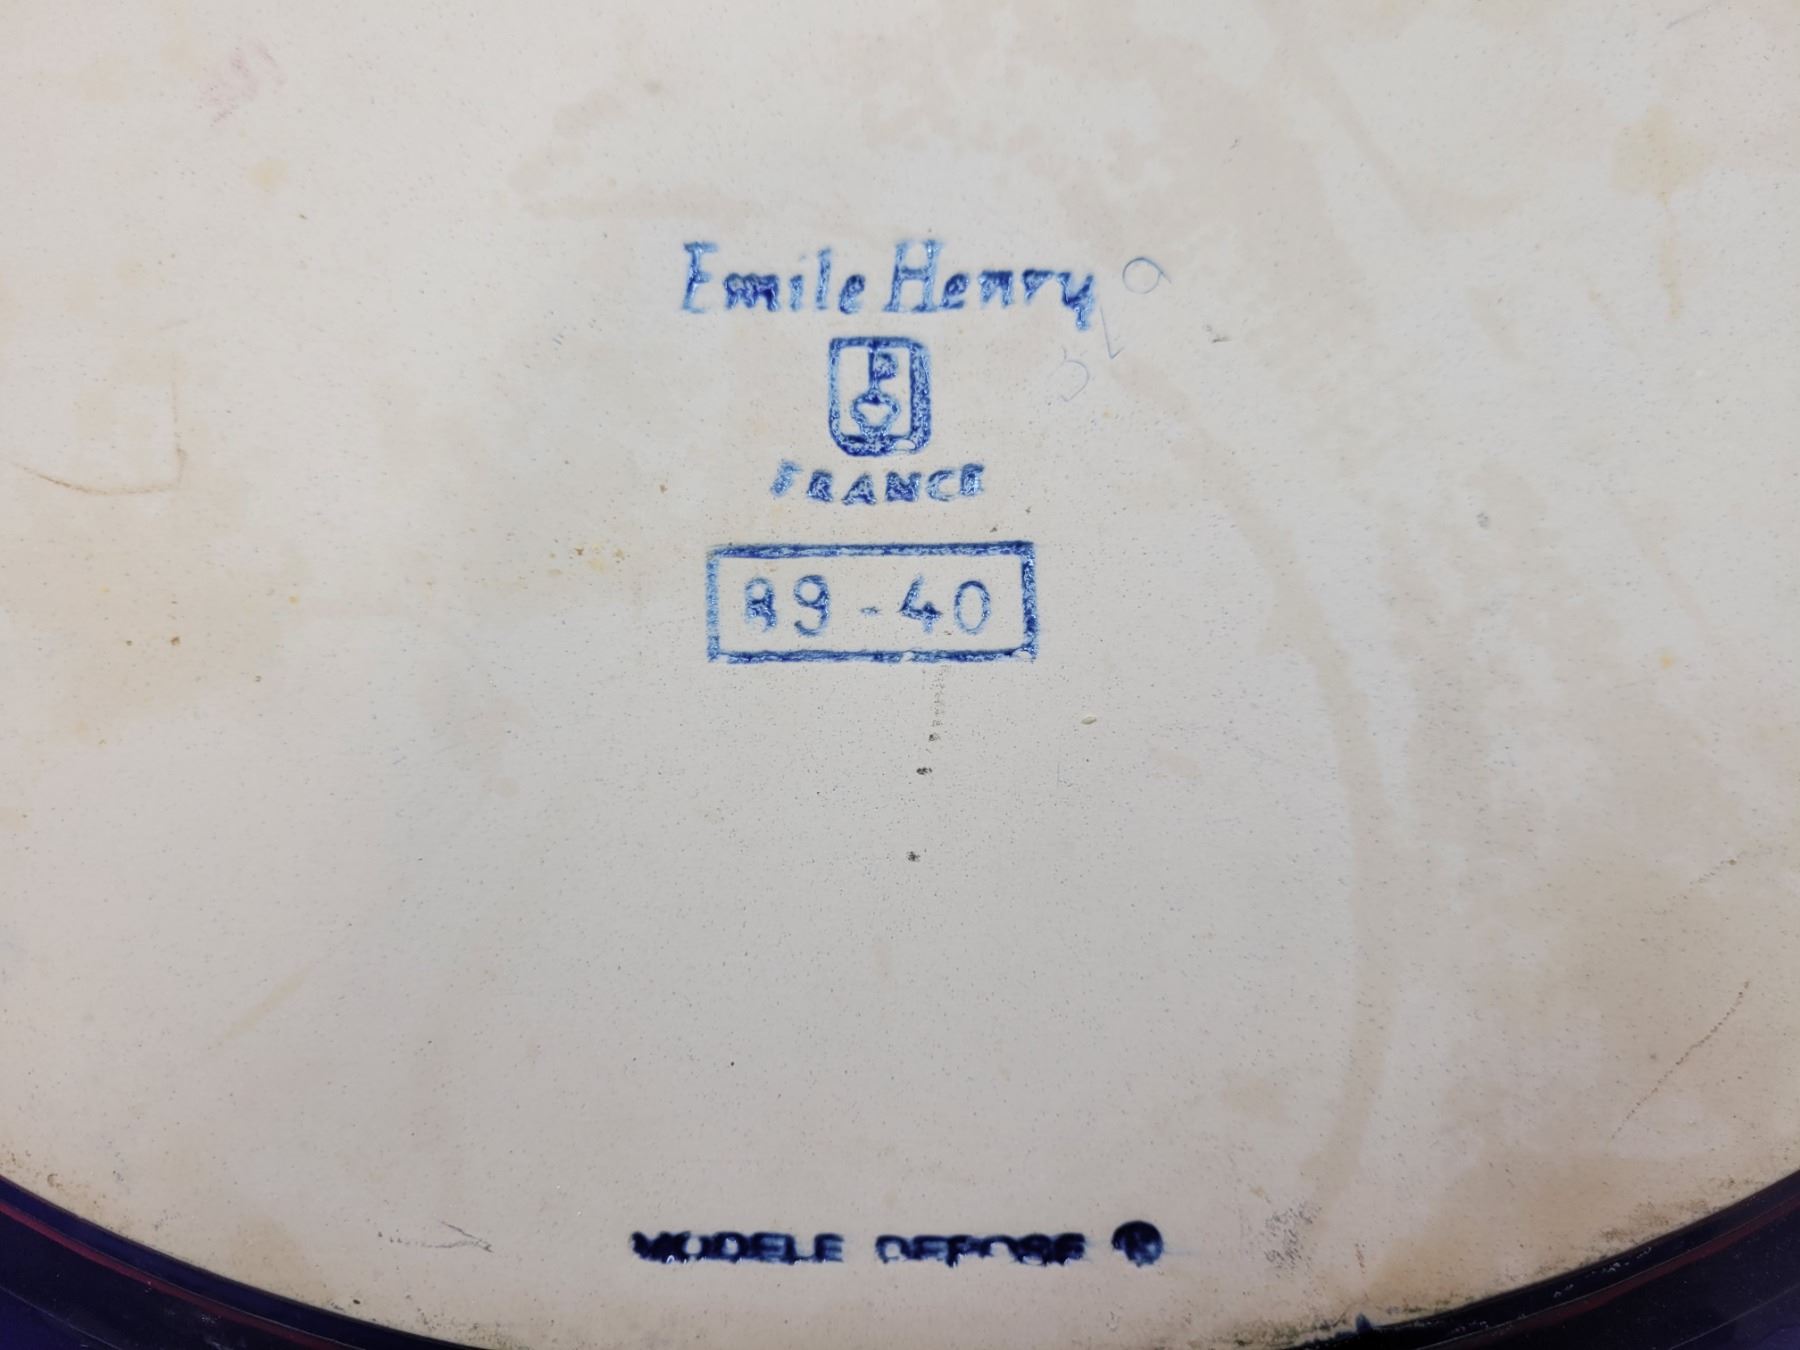 Emile Henry
FRANCE
89-40
MODELE DEPOSE